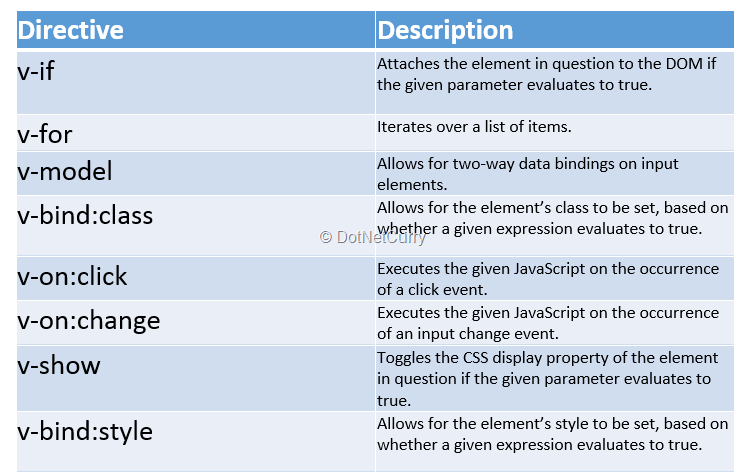 Directive Description
v-if
Attaches the element in question to the DOM if
the given parameter evaluates to true.
v-for
Iterates over a list of items.
v-model
Allows for two-way data bindings on input
elements.
v-bind:class
Allows for the element’s class to be set, based on
whether a given expression evaluates to true.
© DotNetCurry
v-on:click
Executes the given JavaScript on the occurrence
of a click event.
v-on:change
Executes the given JavaScript on the occurrence
of an input change event.
v-show
Toggles the CSS display property of the element
in question if the given parameter evaluates to
true.
v-bind:style
Allows for the element’s style to be set, based on
whether a given expression evaluates to true.